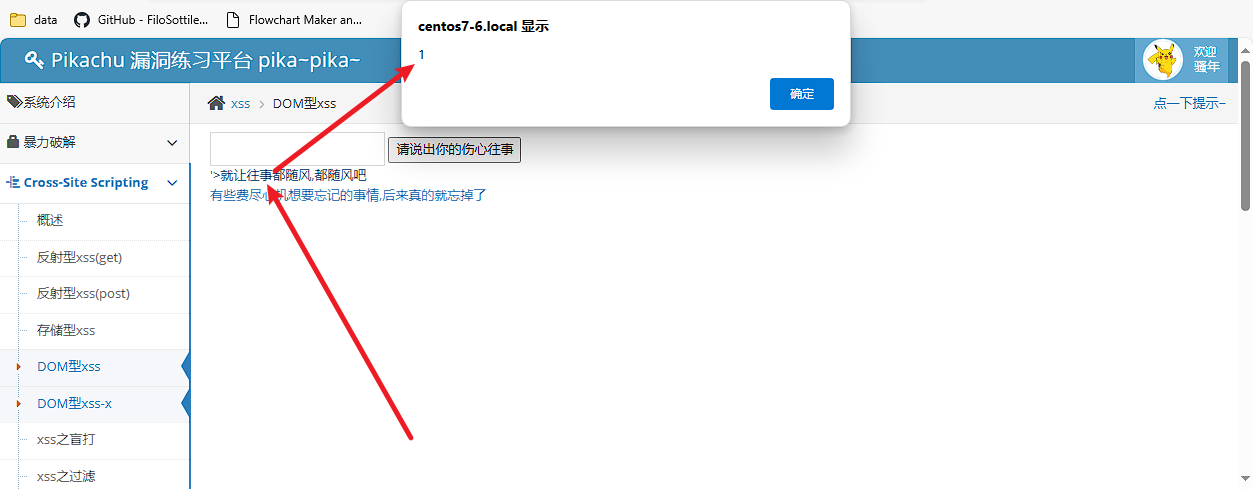 data
GitHub - FiloSottile...
Flowchart Maker an...
centos7-6.local 显示
1
确定
Pikachu 漏洞练习平台 pika~pika~
欢迎
骚年
系统介绍
xss > DOM型xss
点一下提示~
暴力破解
请说出你的伤心往事
'>就让往事都随风,都随风吧
Cross-Site Scripting
有些费尽心机想要忘记的事情,后来真的就忘掉了
概述
反射型xss(get)
反射型xss(post)
存储型xss
DOM型xss
DOM型xss-x
xss之盲打
xss之过滤